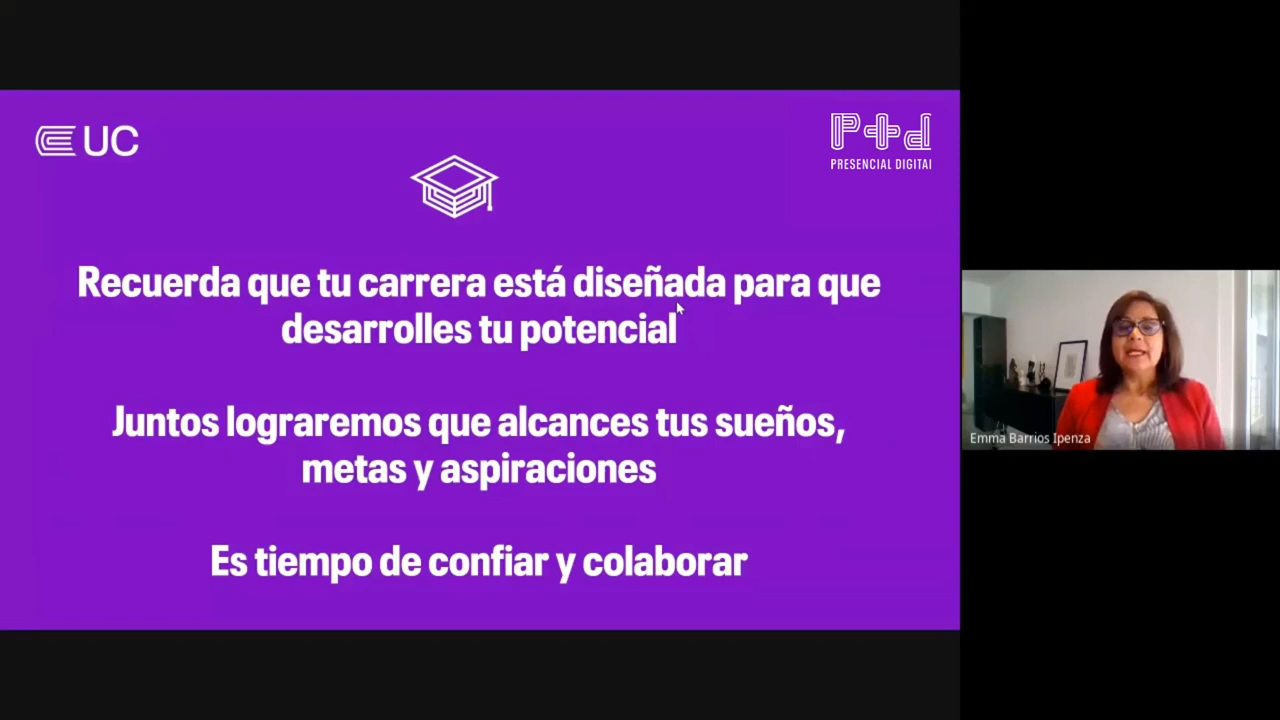 UC
P+d
PRESENCIAL DIGITAL
Recuerda que tu carrera está diseñada para que
desarrolles tu potencial
Juntos lograremos que alcances tus sueños,
metas y aspiraciones
Es tiempo de confiar y colaborar
Emma Barrios Ipenza